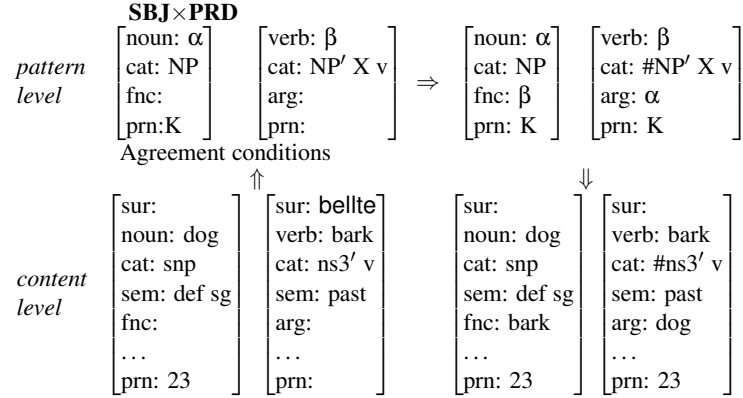 SBJ×PRD
[noun: α] [verb: β] [noun: α] [verb: β]
pattern level
[cat: NP] [cat: NP′ X v] ⇒ [cat: NP] [cat: #NP′ X v]
[fnc:] [arg:] [fnc: β] [arg: α]
[prn:K] [prn:] [prn: K] [prn: K]
Agreement conditions
⇑ ⇓
[sur:] [sur: bellte] [sur:] [sur:]
[noun: dog] [verb: bark] [noun: dog] [verb: bark]
[cat: snp] [cat: ns3′ v] [cat: snp] [cat: #ns3′ v]
content level
[sem: def sg] [sem: past] [sem: def sg] [sem: past]
[fnc:] [arg:] [fnc: bark] [arg: dog]
[...] [...] [...] [...]
[prn: 23] [prn:] [prn: 23] [prn: 23]